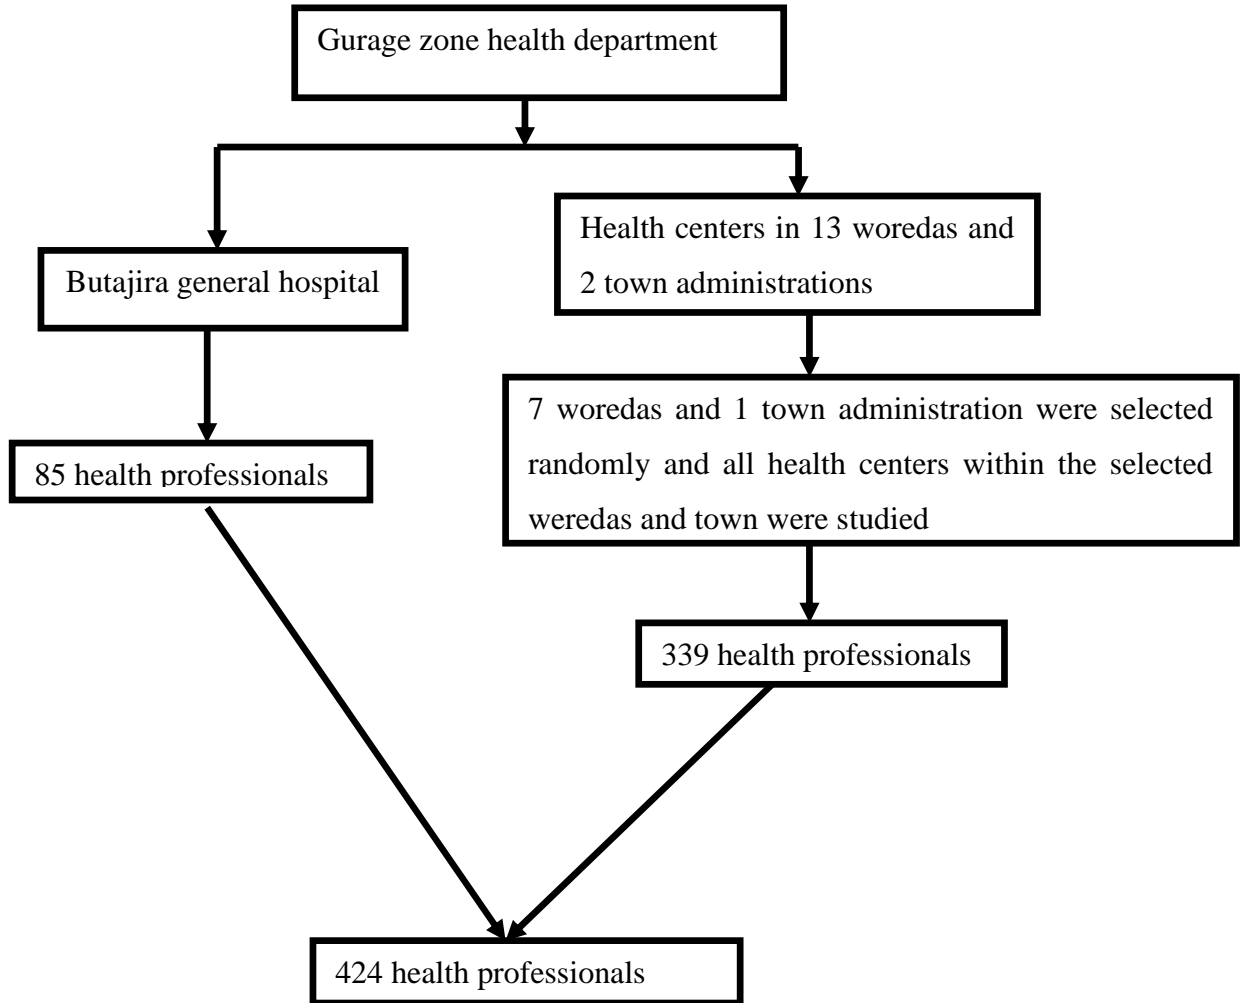 Gurage zone health department
Health centers in 13 woredas and
2 town administrations
Butajira general hospital
7 woredas and 1 town administration were selected
randomly and all health centers within the selected
weredas and town were studied
85 health professionals
339 health professionals
424 health professionals